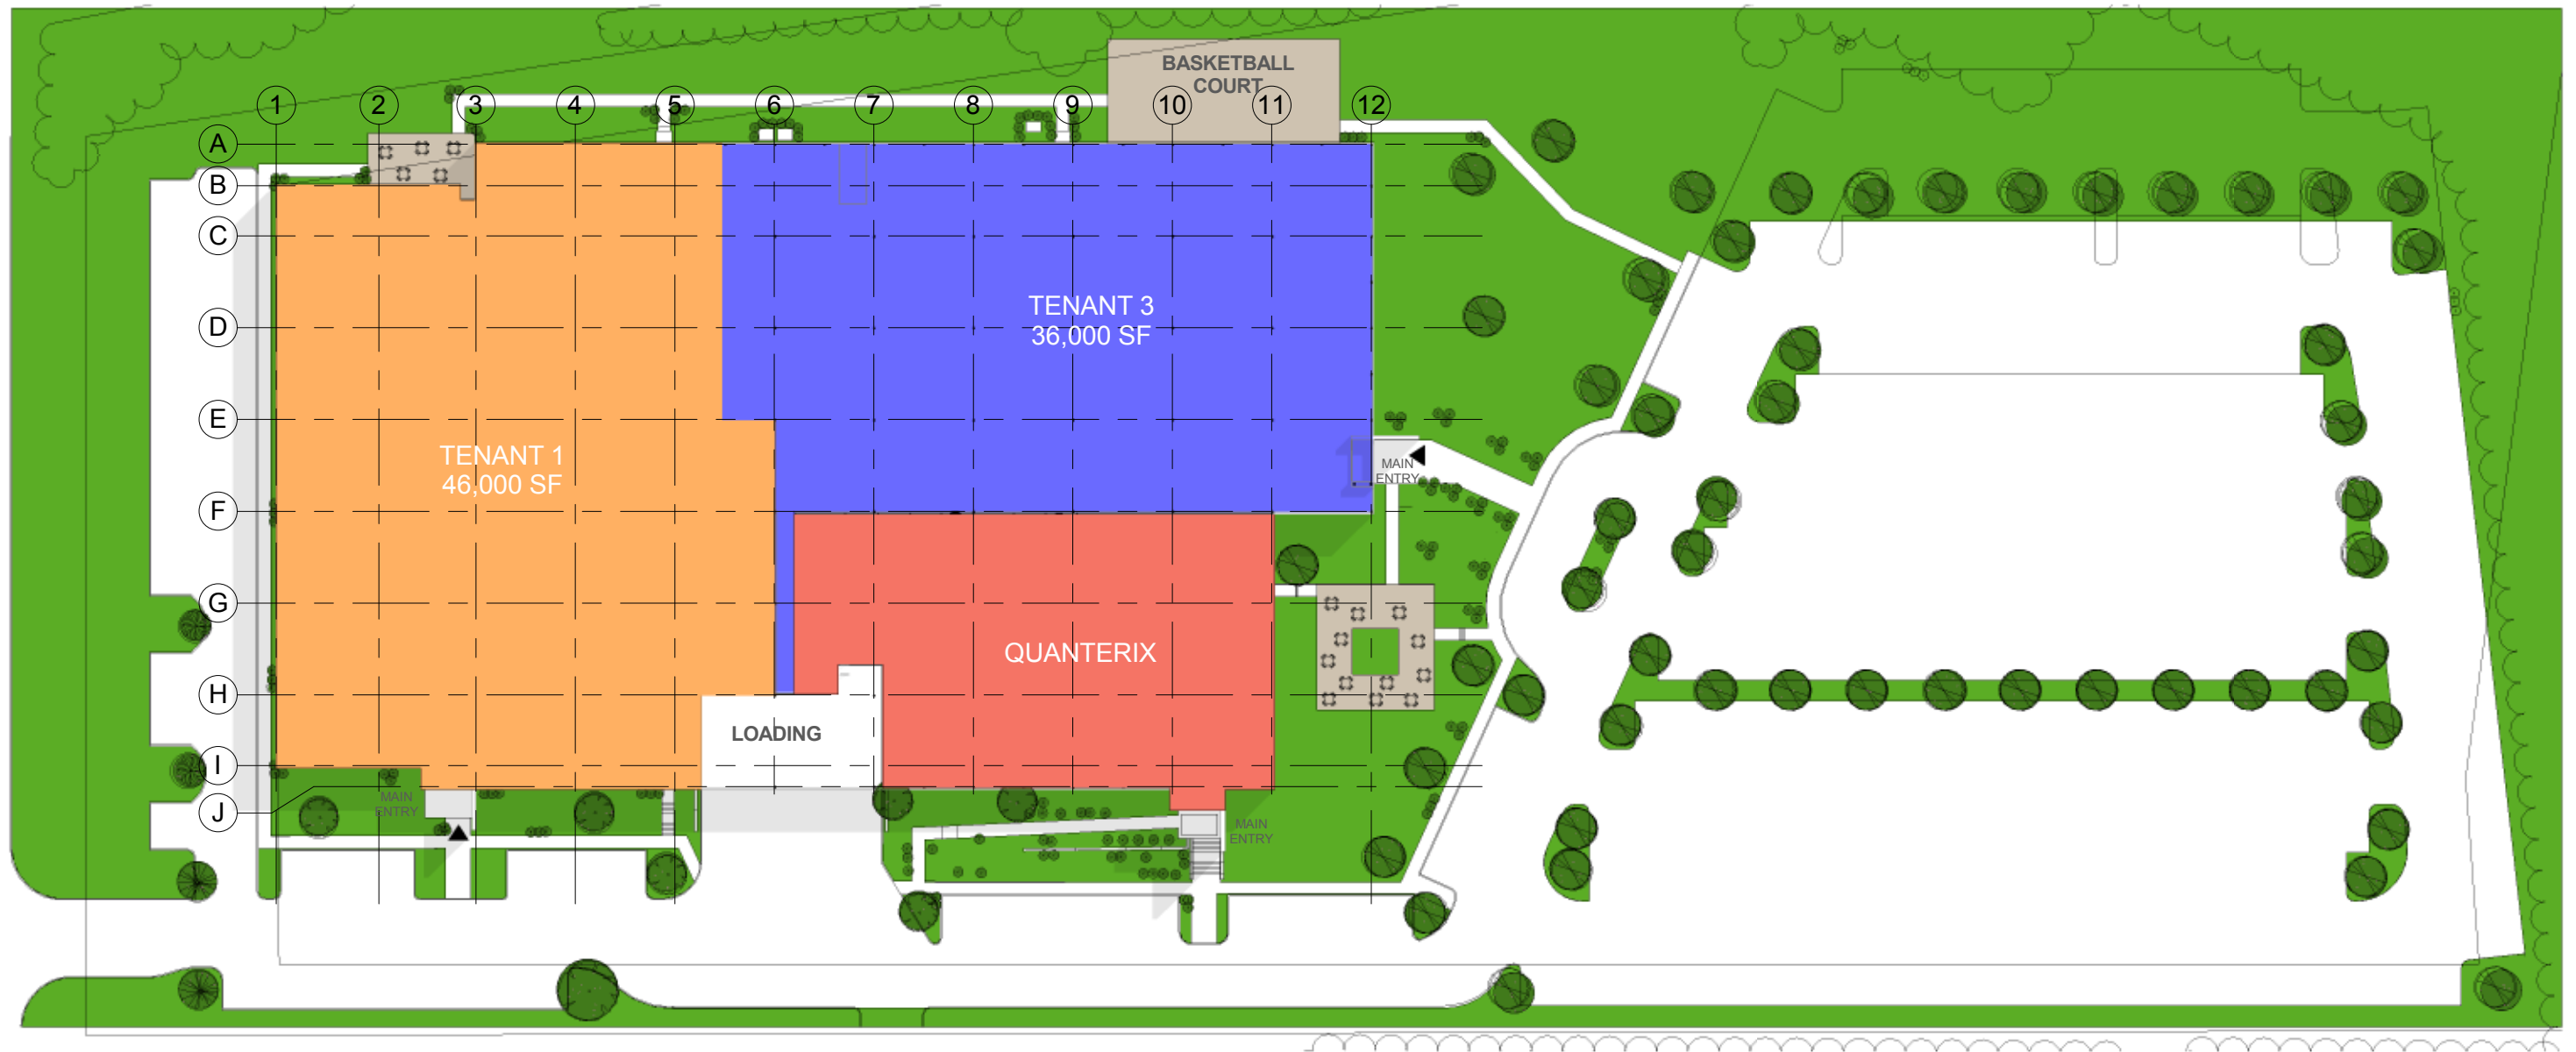 BASKETBALL
COURT
1
2
3
4
5
6
7
8
9
10
11
12
A
B
C
D
E
F
G
H
I
J
TENANT 3
36,000 SF
TENANT 1
46,000 SF
MAIN
ENTRY
QUANTERIX
LOADING
MAIN
ENTRY
MAIN
ENTRY